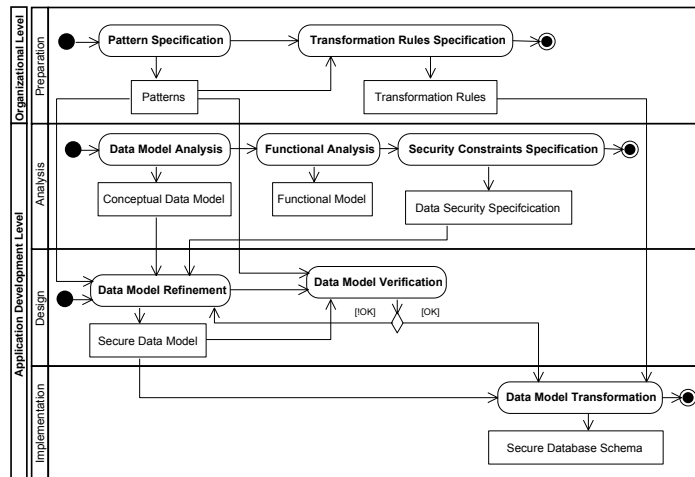 Organizational Level
Preparation
Pattern Specification
Transformation Rules Specification
Patterns
Transformation Rules
Application Development Level
Analysis
Data Model Analysis
Functional Analysis
Security Constraints Specification
Conceptual Data Model
Functional Model
Data Security Specifcication
Design
Data Model Refinement
Data Model Verification
[!OK]
[OK]
Secure Data Model
Implementation
Data Model Transformation
Secure Database Schema